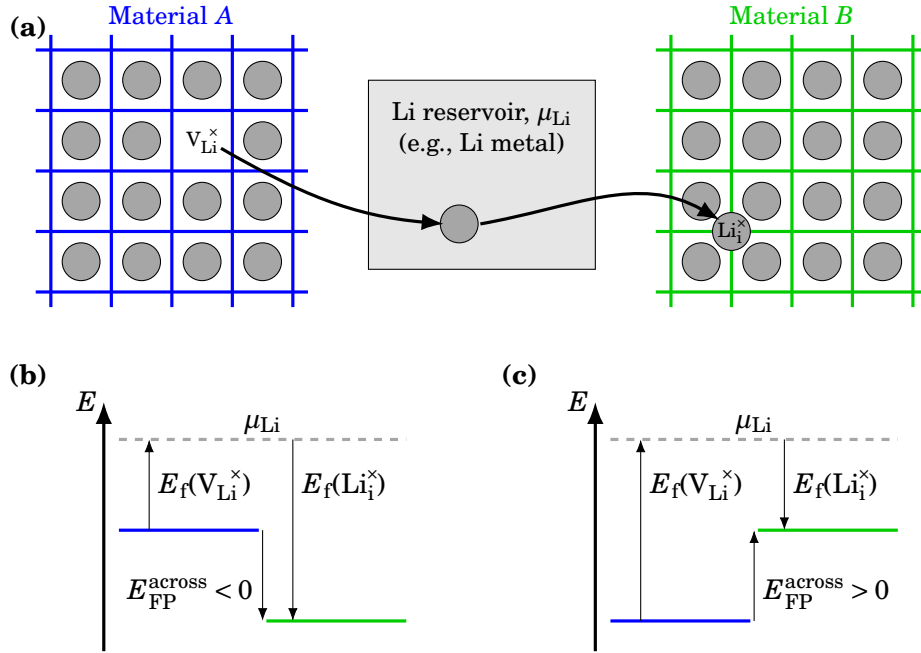 (a)
Material A
Material B
V_Li^×
Li reservoir, μ_Li
(e.g., Li metal)
Li_i^×
(b)
E
μ_Li
E_f(V_Li^×)
E_f(Li_i^×)
E_FP^across < 0
(c)
E
μ_Li
E_f(V_Li^×)
E_f(Li_i^×)
E_FP^across > 0